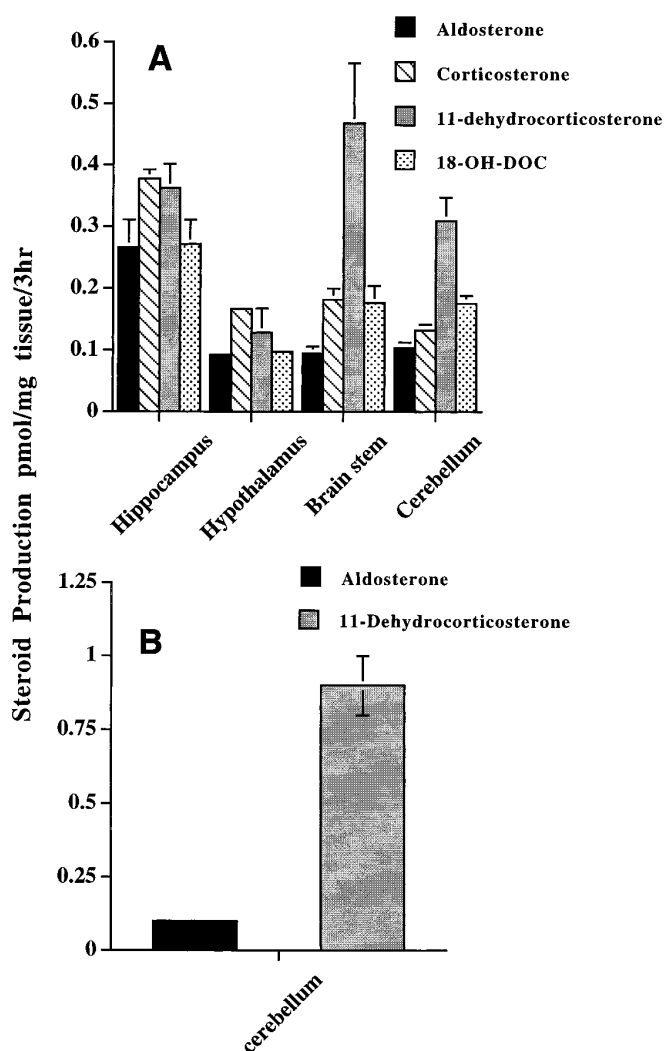 Steroid Production pmol/mg tissue/3hr
A
Aldosterone
Corticosterone
11-dehydrocorticosterone
18-OH-DOC
0.6
0.5
0.4
0.3
0.2
0.1
0
Hippocampus
Hypothalamus
Brain stem
Cerebellum
B
Aldosterone
11-Dehydrocorticosterone
1.25
1
0.75
0.5
0.25
0
cerebellum